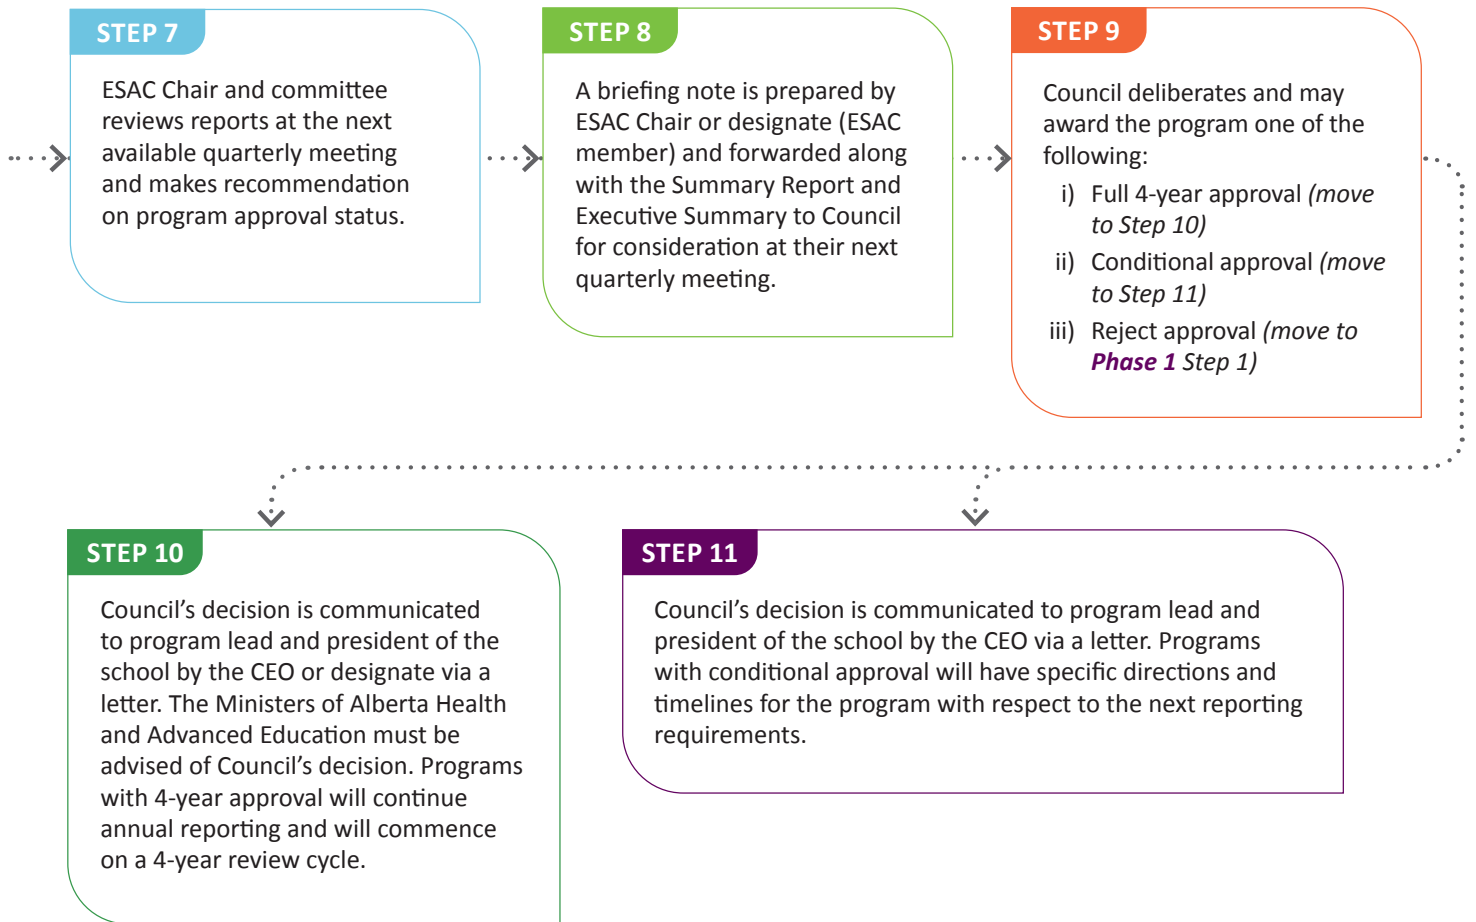 STEP 7
ESAC Chair and committee
reviews reports at the next
available quarterly meeting
and makes recommendation
on program approval status.
STEP 8
A briefing note is prepared by
ESAC Chair or designate (ESAC
member) and forwarded along
with the Summary Report and
Executive Summary to Council
for consideration at their next
quarterly meeting.
STEP 9
Council deliberates and may
award the program one of the
following:
i) Full 4-year approval (move
to Step 10)
ii) Conditional approval (move
to Step 11)
iii) Reject approval (move to
Phase 1 Step 1)
STEP 10
Council’s decision is communicated
to program lead and president of the
school by the CEO or designate via a
letter. The Ministers of Alberta Health
and Advanced Education must be
advised of Council’s decision. Programs
with 4-year approval will continue
annual reporting and will commence
on a 4-year review cycle.
STEP 11
Council’s decision is communicated to program lead and
president of the school by the CEO via a letter. Programs
with conditional approval will have specific directions and
timelines for the program with respect to the next reporting
requirements.